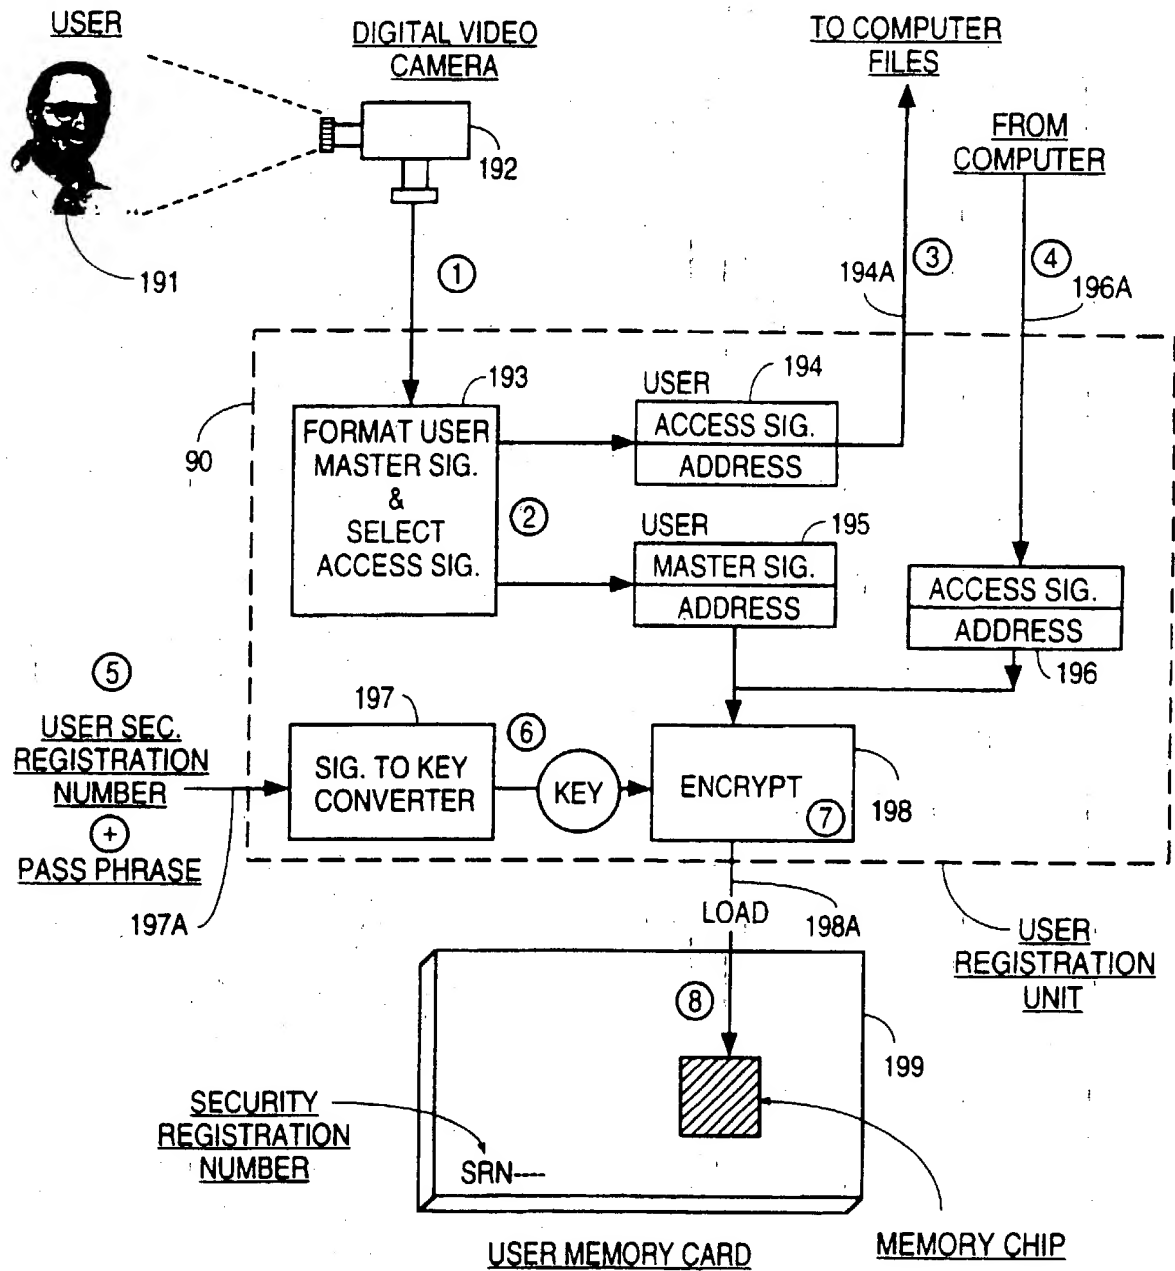 USER
DIGITAL VIDEO
CAMERA
TO COMPUTER
FILES
FROM
COMPUTER
192
191
1
194A
3
4
196A
90
193
FORMAT USER
MASTER SIG.
&
SELECT
ACCESS SIG.
2
USER
194
ACCESS SIG.
ADDRESS
USER
195
MASTER SIG.
ADDRESS
ACCESS SIG.
ADDRESS
196
5
USER SEC.
REGISTRATION
NUMBER
+
PASS PHRASE
197A
197
SIG. TO KEY
CONVERTER
6
KEY
ENCRYPT
7
198
LOAD
198A
USER
REGISTRATION
UNIT
8
199
SECURITY
REGISTRATION
NUMBER
SRN----
USER MEMORY CARD
MEMORY CHIP